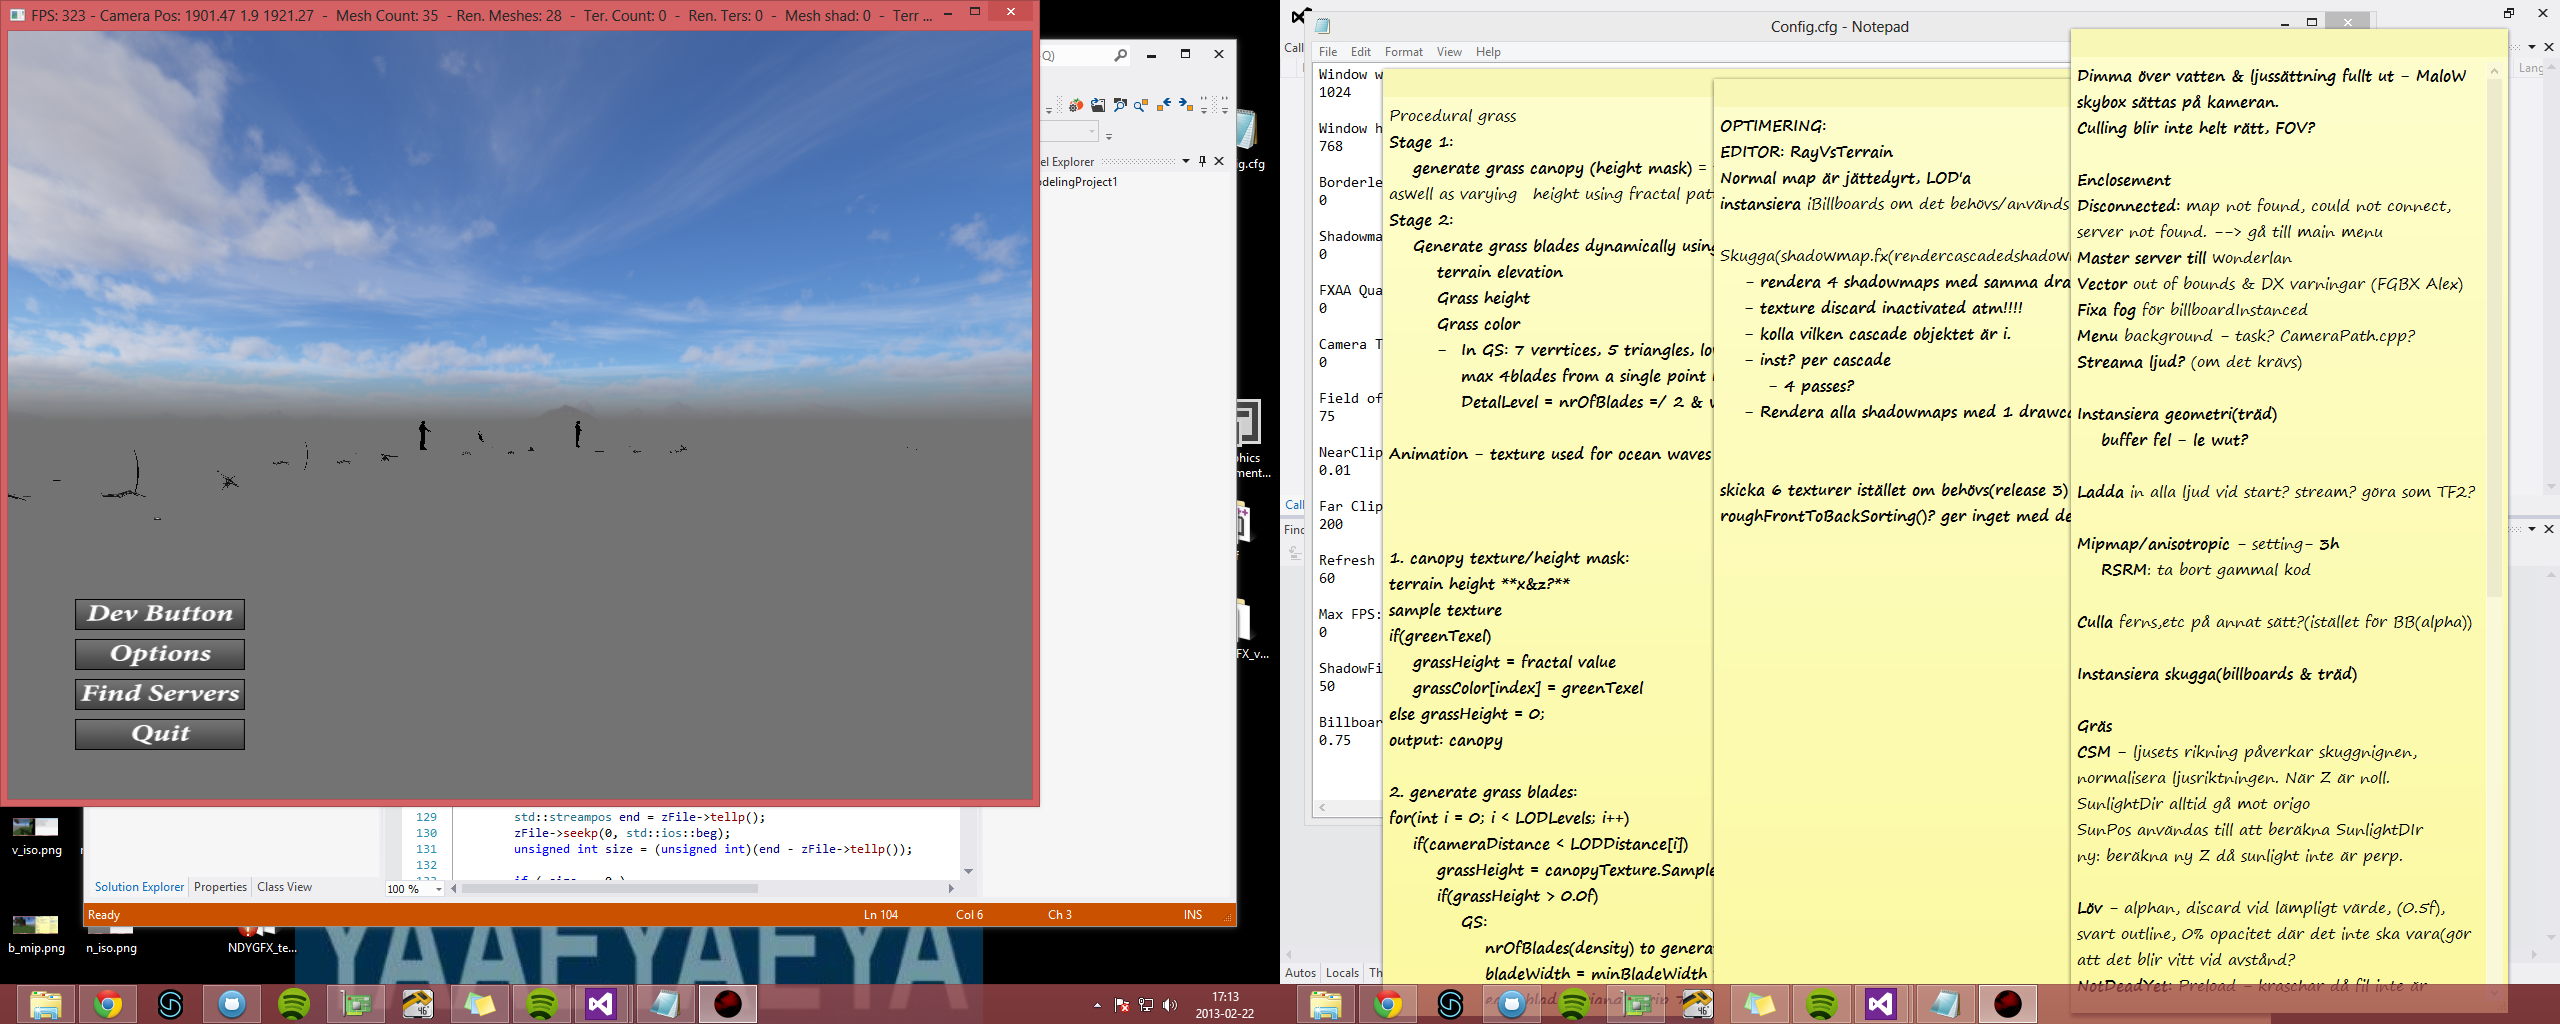 FPS: 323 - Camera Pos: 1901.47 1.9 1921.27 - Mesh Count: 35 - Ren. Meshes: 28 - Ter. Count: 0 - Ren. Ters: 0 - Mesh shad: 0 - Terr ...
Dev Button
Options
Find Servers
Quit
Q)
el Explorer
odelingProject1
g.cfg
phics
ment...
FX_v...
129 std::streampos end = zFile->tellp();
130 zFile->seekp(0, std::ios::beg);
131 unsigned int size = (unsigned int)(end - zFile->tellp());
132
Solution Explorer Properties Class View
100 %
Ready Ln 104 Col 6 Ch 3 INS
v_iso.png
b_mip.png n_iso.png NDYGFX_te...
YAAFYAFYA
17:13
2013-02-22
Call
Config.cfg - Notepad
File Edit Format View Help
Window w
1024
Window h
768
Borderle
0
Shadowma
0
FXAA Qua
0
Camera T
0
Field of
75
NearClip
0.01
Far Clip
200
Refresh
60
Max FPS:
0
ShadowFi
50
Billboar
0.75
Call
Find
Autos Locals Th
Lang
Procedural grass
Stage 1:
generate grass canopy (height mask) =
aswell as varying height using fractal pat
Stage 2:
Generate grass blades dynamically using
terrain elevation
Grass height
Grass color
- In GS: 7 verrtices, 5 triangles, lo
max 4blades from a single point
DetalLevel = nrOfBlades =/ 2 & v
Animation - texture used for ocean waves
1. canopy texture/height mask:
terrain height **x&z?**
sample texture
if(greenTexel)
grassHeight = fractal value
grassColor[index] = greenTexel
else grassHeight = 0;
output: canopy
2. generate grass blades:
for(int i = 0; i < LODLevels; i++)
if(cameraDistance < LODDistance[i])
grassHeight = canopyTexture.Sample
if(grassHeight > 0.0f)
GS:
nrOfBlades(density) to genera
bladeWidth = minBladeWidth
OPTIMERING:
EDITOR: RayVsTerrain
Normal map är jättedyrt, LOD'a
instansiera iBillboards om det behövs/används
Skugga(shadowmap.fx(rendercascadedshadow
- rendera 4 shadowmaps med samma dra
- texture discard inactivated atm!!!!
- kolla vilken cascade objektet är i.
- inst? per cascade
- 4 passes?
- Rendera alla shadowmaps med 1 drawca
skicka 6 texturer istället om behövs(release 3)
roughFrontToBackSorting()? ger inget med de
Dimma över vatten & ljussättning fullt ut - MaloW
skybox sättas på kameran.
Culling blir inte helt rätt, FOV?
Enclosement
Disconnected: map not found, could not connect,
server not found. --> gå till main menu
Master server till wonderlan
Vector out of bounds & DX varningar (FGBX Alex)
Fixa fog for billboardInstanced
Menu background - task? CameraPath.cpp?
Streama ljud? (om det krävs)
Instansiera geometri(träd)
buffer fel - le wut?
Ladda in alla ljud vid start? stream? göra som TF2?
Mipmap/anisotropic - setting- 3h
RSRM: ta bort gammal kod
Culla ferns,etc på annat sätt?(istället för BB(alpha))
Instansiera skugga(billboards & träd)
Gräs
CSM - ljusets rikning påverkar skuggnignen,
normalisera ljusriktningen. När Z är noll.
SunlightDir alltid gå mot origo
SunPos användas till att beräkna SunlightDIr
ny: beräkna ny Z då sunlight inte är perp.
Löv - alphan, discard vid lämpligt värde, (0.5f),
svart outline, 0% opacitet där det inte ska vara(gör
att det blir vitt vid avstånd?
NotDeadYet: Preload - kraschar då fil inte är